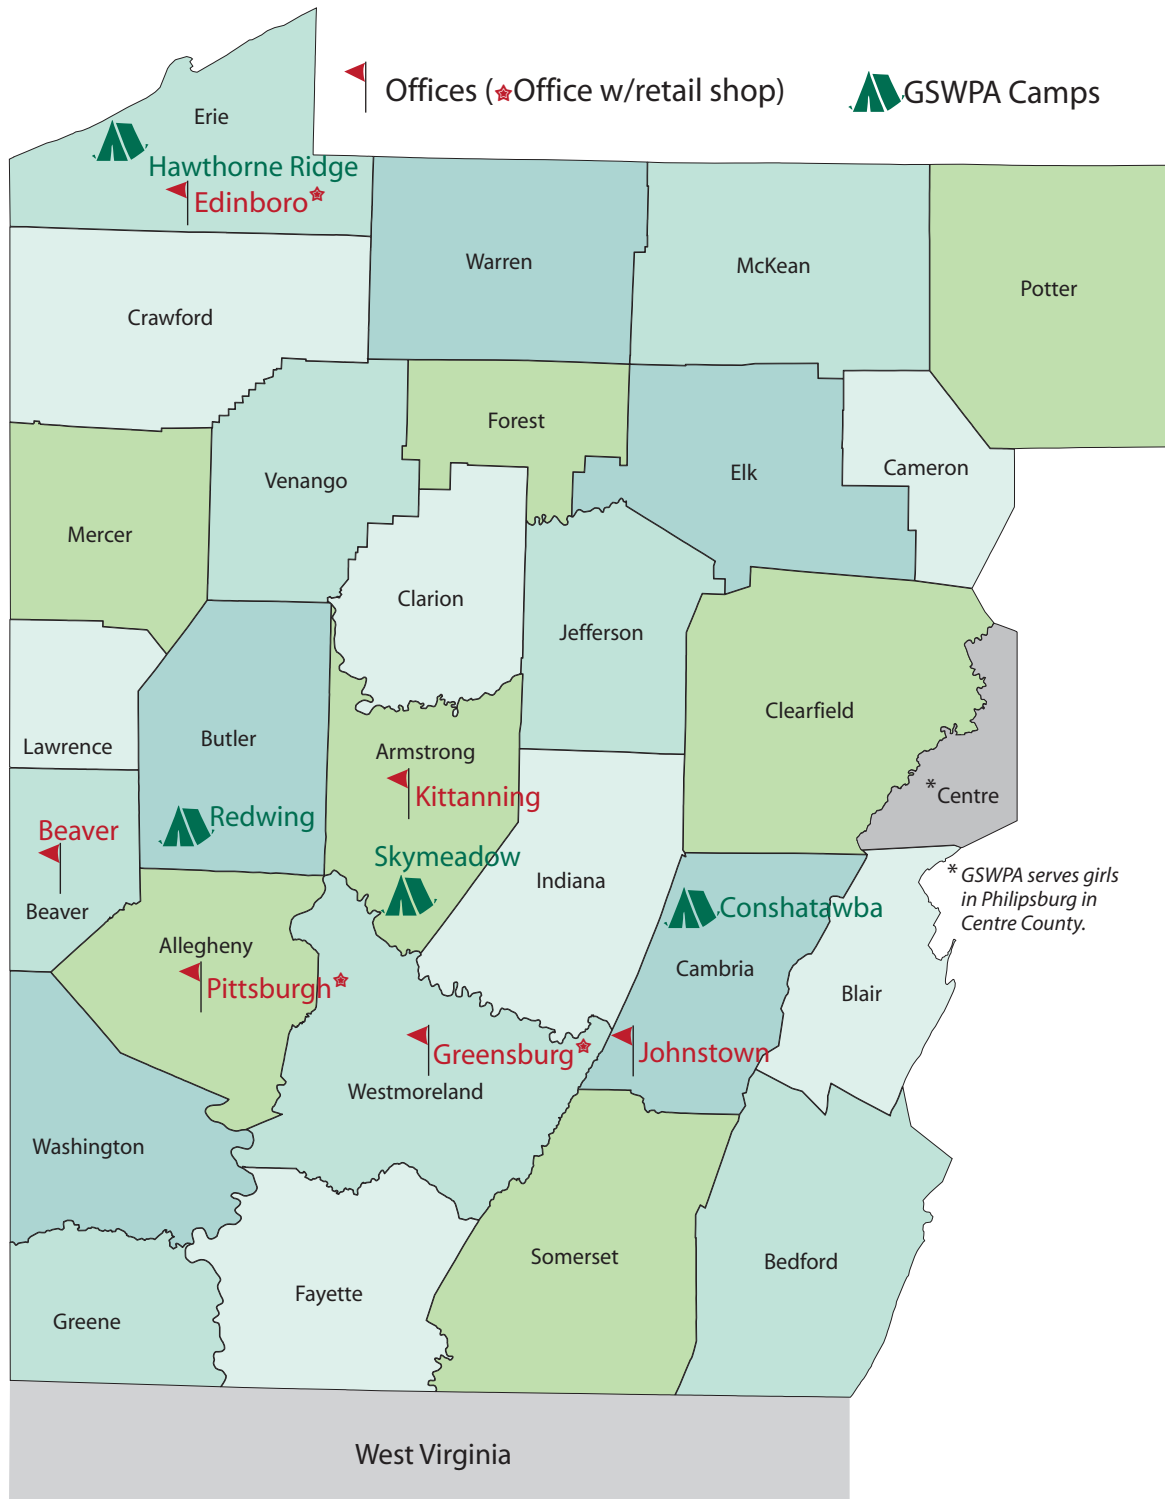 Offices (Office w/retail shop)
GSWPA Camps
Erie
Hawthorne Ridge
Edinboro
Warren
McKean
Potter
Crawford
Forest
Elk
Cameron
Venango
Mercer
Clarion
Jefferson
Clearfield
Lawrence
Butler
Armstrong
Kittanning
*Centre
Redwing
Beaver
Skymeadow
Indiana
Conshatawba
* GSWPA serves girls
in Philipsburg in
Centre County.
Beaver
Allegheny
Pittsburgh
Cambria
Blair
Greensburg
Johnstown
Westmoreland
Washington
Somerset
Bedford
Fayette
Greene
West Virginia